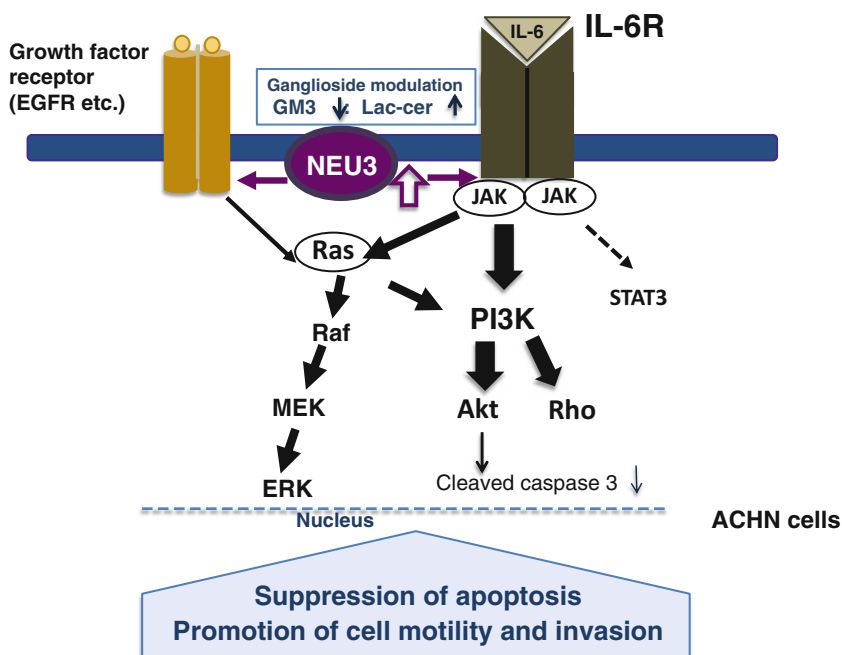 IL-6
IL-6R
Growth factor
receptor
(EGFR etc.)
Ganglioside modulation
GM3 Lac-cer
NEU3
JAK JAK
Ras
STAT3
Raf
PI3K
MEK
Akt
Rho
ERK
Cleaved caspase 3
Nucleus
ACHN cells
Suppression of apoptosis
Promotion of cell motility and invasion